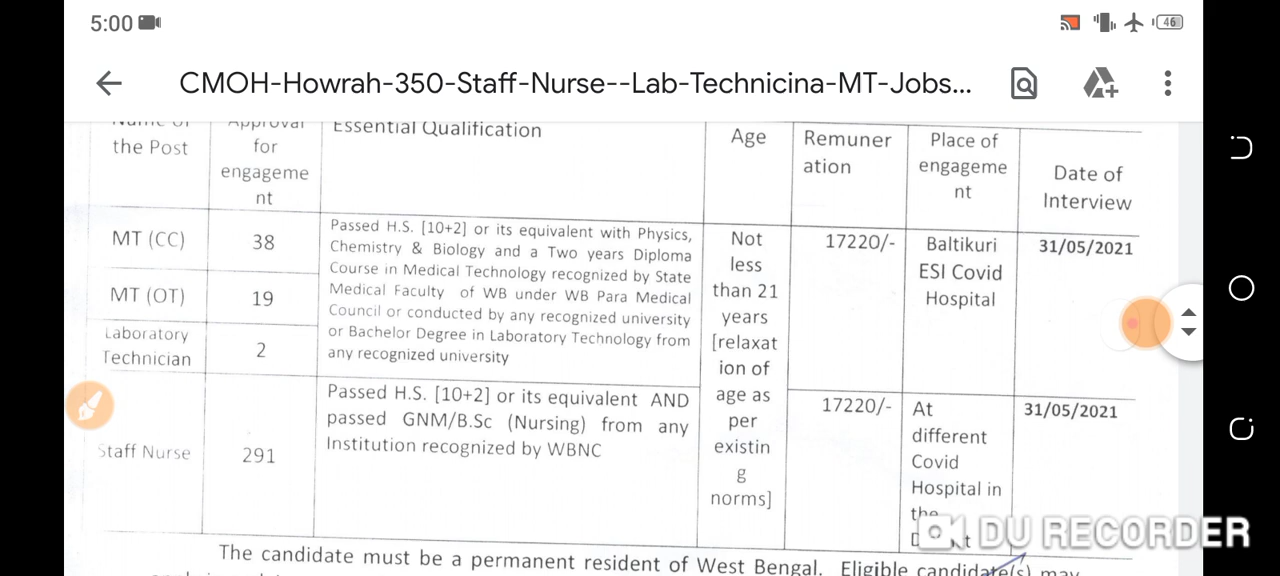 5:00
46
CMOH-Howrah-350-Staff-Nurse--Lab-Technicina-MT-Jobs...
Name of
the Post
Approval
for
engageme
nt
Essential Qualification
Age
Remuner
ation
Place of
engageme
nt
Date of
Interview
MT (CC)
38
MT (OT)
19
Laboratory
Technician
2
Passed H.S. [10+2] or its equivalent with Physics,
Chemistry & Biology and a Two years Diploma
Course in Medical Technology recognized by State
Medical Faculty of WB under WB Para Medical
Council or conducted by any recognized university
or Bachelor Degree in Laboratory Technology from
any recognized university
Not
less
than 21
years
[relaxat
ion of
age as
per
existin
g
norms]
17220/-
Baltikuri
ESI Covid
Hospital
31/05/2021
Staff Nurse
291
Passed H.S. [10+2] or its equivalent AND
passed GNM/B.Sc (Nursing) from any
Institution recognized by WBNC
17220/-
At
different
Covid
Hospital in
the
31/05/2021
DU RECORDER
The candidate must be a permanent resident of West Bengal. Eligible candidate(s) may